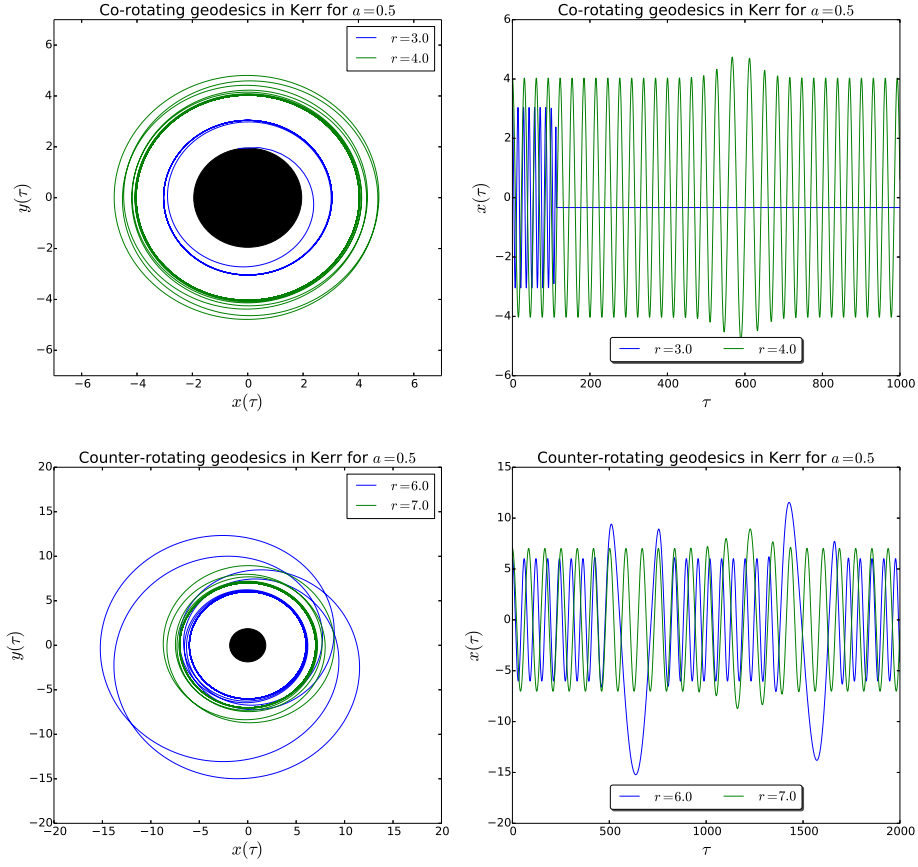 Co-rotating geodesics in Kerr for a=0.5
r=3.0
r=4.0
6
4
2
0
−2
−4
−6
y(τ)
−6 −4 −2 0 2 4 6
x(τ)
Co-rotating geodesics in Kerr for a=0.5
6
4
2
0
−2
−4
−6
x(τ)
r=3.0 r=4.0
0 200 400 600 800 1000
τ
Counter-rotating geodesics in Kerr for a=0.5
r=6.0
r=7.0
20
15
10
5
0
−5
−10
−15
−20
y(τ)
−20 −15 −10 −5 0 5 10 15 20
x(τ)
Counter-rotating geodesics in Kerr for a=0.5
15
10
5
0
−5
−10
−15
−20
x(τ)
r=6.0 r=7.0
0 500 1000 1500 2000
τ